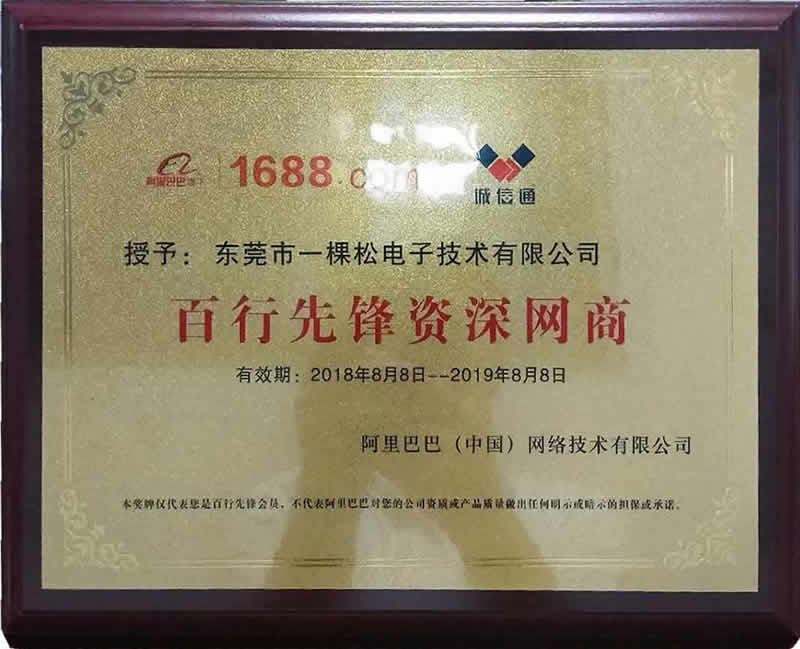 阿里巴巴 1688.com 诚信通
授予：东莞市一棵松电子技术有限公司
百行先锋资深网商
有效期：2018年8月8日--2019年8月8日
阿里巴巴（中国）网络技术有限公司
本奖牌仅代表您是百行先锋会员，不代表阿里巴巴对您的公司资质或产品质量做出任何明示或暗示的担保或承诺。